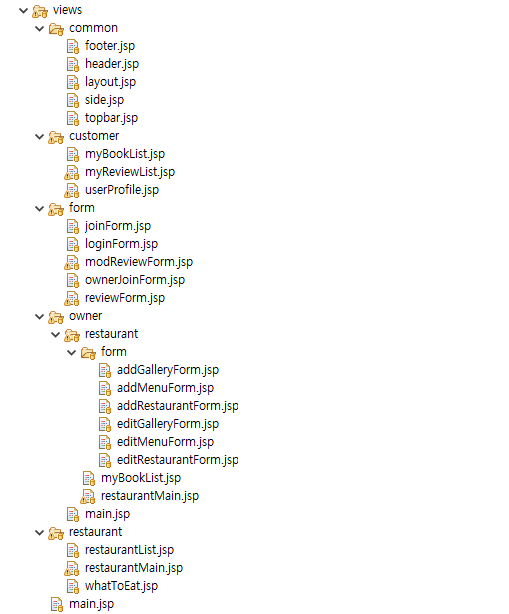 views
common
footer.jsp
header.jsp
layout.jsp
side.jsp
topbar.jsp
customer
myBookList.jsp
myReviewList.jsp
userProfile.jsp
form
joinForm.jsp
loginForm.jsp
modReviewForm.jsp
ownerJoinForm.jsp
reviewForm.jsp
owner
restaurant
form
addGalleryForm.jsp
addMenuForm.jsp
addRestaurantForm.jsp
editGalleryForm.jsp
editMenuForm.jsp
editRestaurantForm.jsp
myBookList.jsp
restaurantMain.jsp
main.jsp
restaurant
restaurantList.jsp
restaurantMain.jsp
whatToEat.jsp
main.jsp